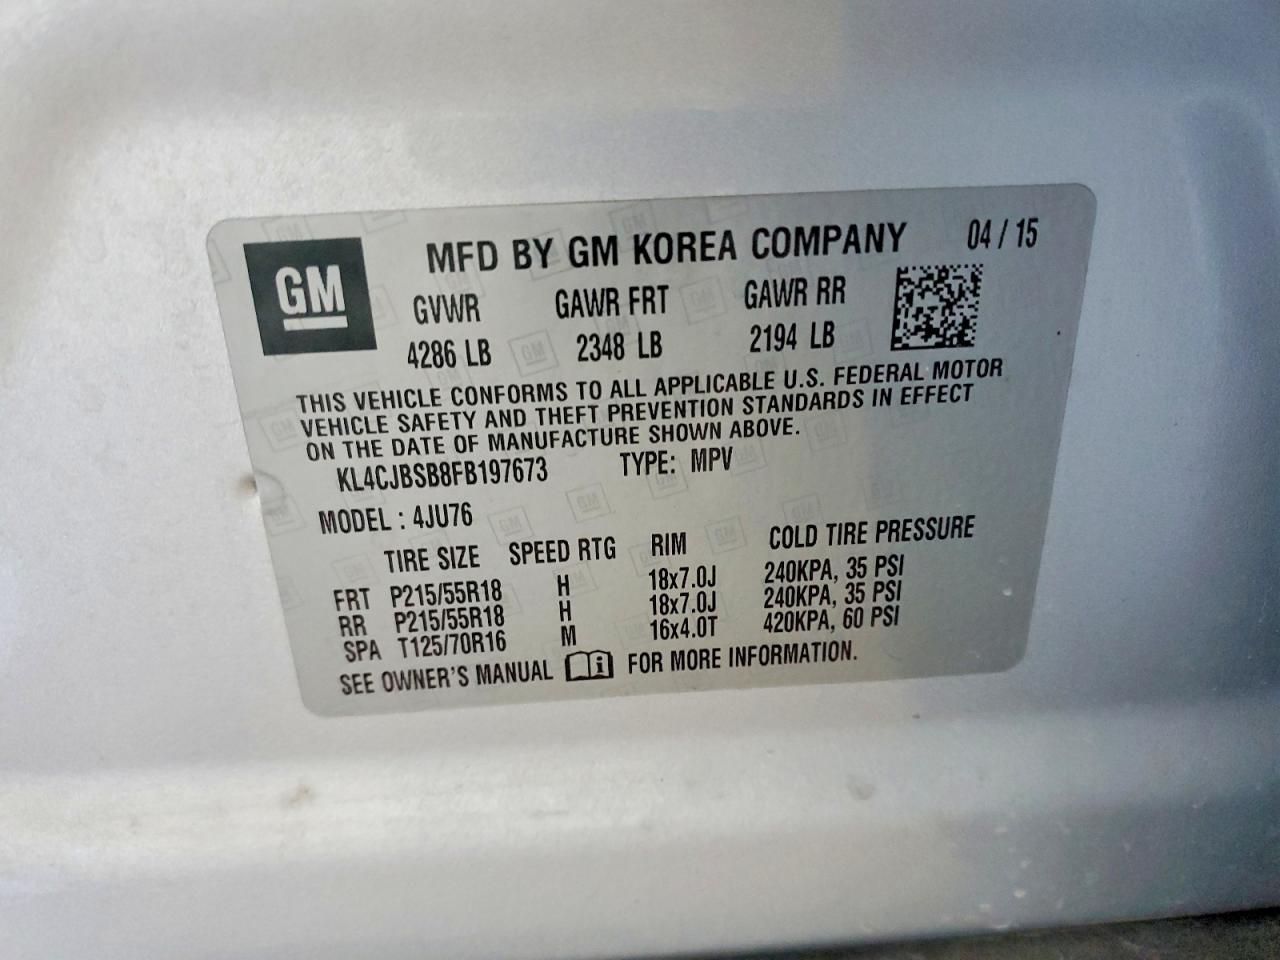 GM
MFD BY GM KOREA COMPANY 04 / 15
GVWR GAWR FRT GAWR RR
4286 LB 2348 LB 2194 LB
THIS VEHICLE CONFORMS TO ALL APPLICABLE U.S. FEDERAL MOTOR
VEHICLE SAFETY AND THEFT PREVENTION STANDARDS IN EFFECT
ON THE DATE OF MANUFACTURE SHOWN ABOVE.
KL4CJBSB8FB197673 TYPE: MPV
MODEL : 4JU76
TIRE SIZE SPEED RTG RIM COLD TIRE PRESSURE
FRT P215/55R18 H 18x7.0J 240KPA, 35 PSI
RR P215/55R18 H 18x7.0J 240KPA, 35 PSI
SPA T125/70R16 M 16x4.0T 420KPA, 60 PSI
SEE OWNER'S MANUAL FOR MORE INFORMATION.